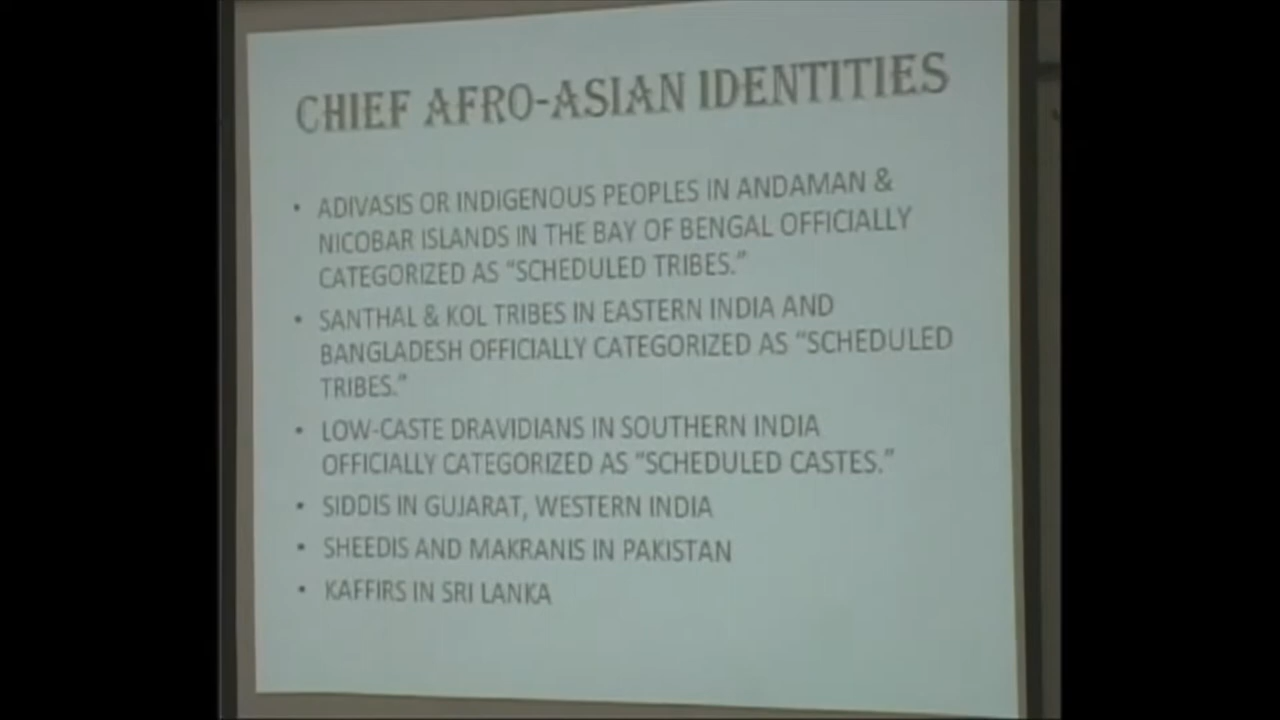 CHIEF AFRO-ASIAN IDENTITIES
• ADIVASIS OR INDIGENOUS PEOPLES IN ANDAMAN &
NICOBAR ISLANDS IN THE BAY OF BENGAL OFFICIALLY
CATEGORIZED AS “SCHEDULED TRIBES.”
• SANTHAL & KOL TRIBES IN EASTERN INDIA AND
BANGLADESH OFFICIALLY CATEGORIZED AS “SCHEDULED
TRIBES.”
• LOW-CASTE DRAVIDIANS IN SOUTHERN INDIA
OFFICIALLY CATEGORIZED AS “SCHEDULED CASTES.”
• SIDDIS IN GUJARAT, WESTERN INDIA
• SHEEDIS AND MAKRANIS IN PAKISTAN
• KAFFIRS IN SRI LANKA